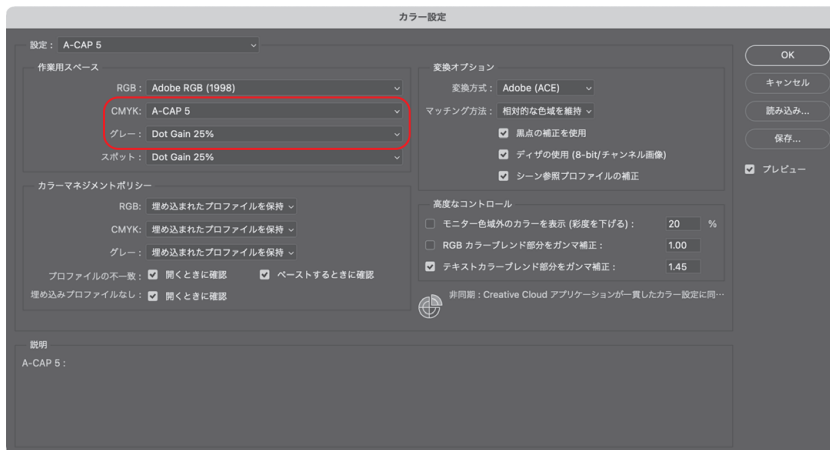 カラー設定
設定： A-CAP 5
作業用スペース
RGB： Adobe RGB (1998)
CMYK: A-CAP 5
グレー： Dot Gain 25%
スポット： Dot Gain 25%
カラーマネジメントポリシー
RGB: 埋め込まれたプロファイルを保持
CMYK: 埋め込まれたプロファイルを保持
グレー： 埋め込まれたプロファイルを保持
プロファイルの不一致： 開くときに確認 ペーストするときに確認
埋め込みプロファイルなし： 開くときに確認
変換オプション
変換方式： Adobe (ACE)
マッチング方法： 相対的な色域を維持
黒点の補正を使用
ディザの使用 (8-bit/チャンネル画像)
シーン参照プロファイルの補正
高度なコントロール
モニター色域外のカラーを表示 (彩度を下げる)： 20 %
RGB カラーブレンド部分をガンマ補正： 1.00
テキストカラーブレンド部分をガンマ補正： 1.45
非同期：Creative Cloud アプリケーションが一貫したカラー設定に同…
OK
キャンセル
読み込み...
保存...
プレビュー
説明
A-CAP 5：